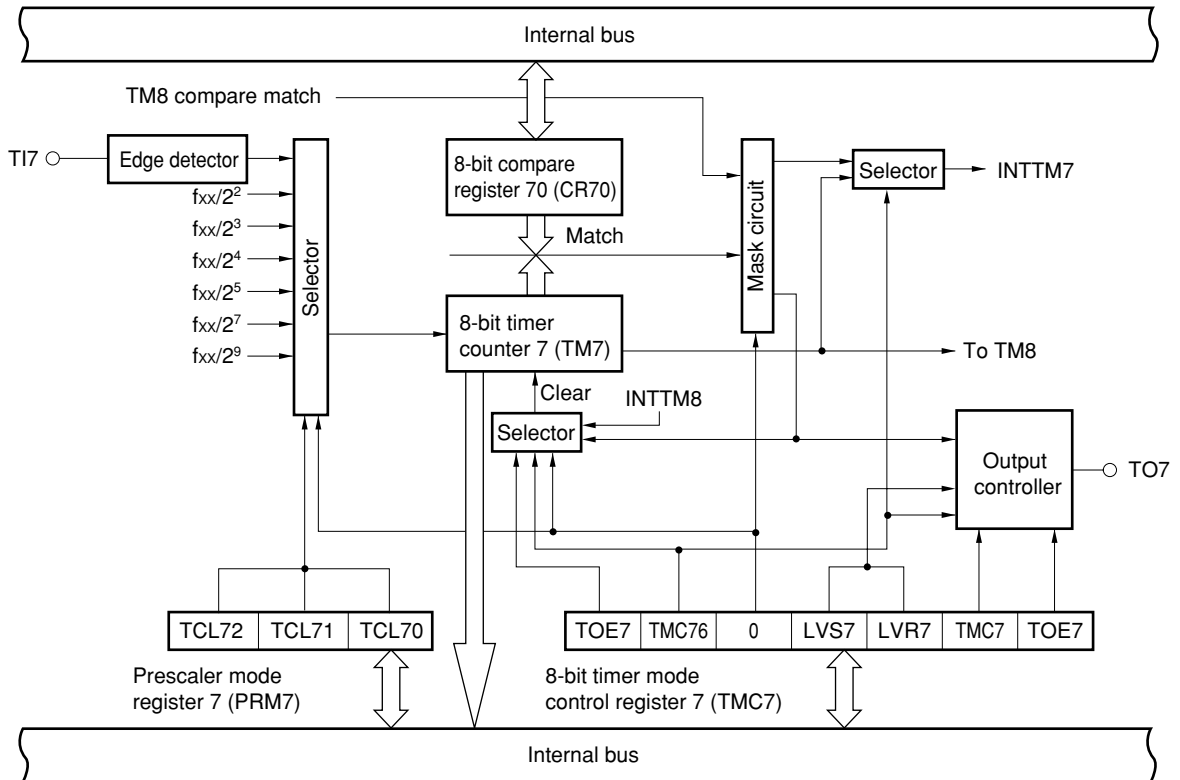 Internal bus
TM8 compare match
TI7
Edge detector
fxx/2²
fxx/2³
fxx/2⁴
fxx/2⁵
fxx/2⁷
fxx/2⁹
Selector
8-bit compare
register 70 (CR70)
Match
8-bit timer
counter 7 (TM7)
Clear
INTTM8
Selector
Mask circuit
Selector
INTTM7
To TM8
Output
controller
TO7
TCL72 TCL71 TCL70
Prescaler mode
register 7 (PRM7)
TOE7 TMC76 0 LVS7 LVR7 TMC7 TOE7
8-bit timer mode
control register 7 (TMC7)
Internal bus